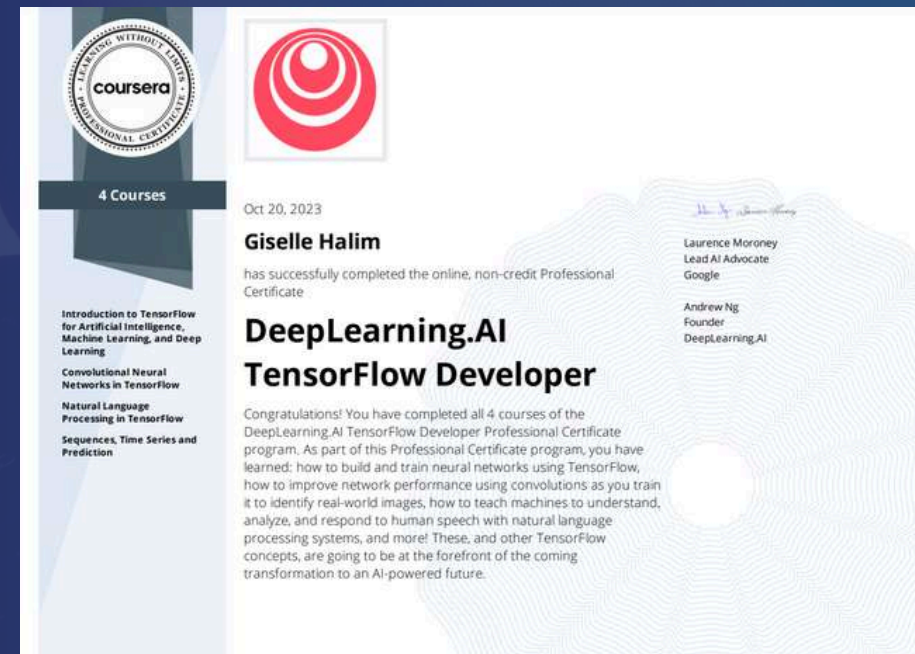 LEARNING WITHOUT LIMITS
coursera
PROFESSIONAL CERTIFICATE
4 Courses
Introduction to TensorFlow
for Artificial Intelligence,
Machine Learning, and Deep
Learning
Convolutional Neural
Networks in TensorFlow
Natural Language
Processing in TensorFlow
Sequences, Time Series and
Prediction
Oct 20, 2023
Giselle Halim
has successfully completed the online, non-credit Professional
Certificate
DeepLearning.AI
TensorFlow Developer
Congratulations! You have completed all 4 courses of the
DeepLearning.AI TensorFlow Developer Professional Certificate
program. As part of this Professional Certificate program, you have
learned: how to build and train neural networks using TensorFlow,
how to improve network performance using convolutions as you train
it to identify real-world images, how to teach machines to understand,
analyze, and respond to human speech with natural language
processing systems, and more! These, and other TensorFlow
concepts, are going to be at the forefront of the coming
transformation to an AI-powered future.
Laurence Moroney
Lead AI Advocate
Google
Andrew Ng
Founder
DeepLearning.AI